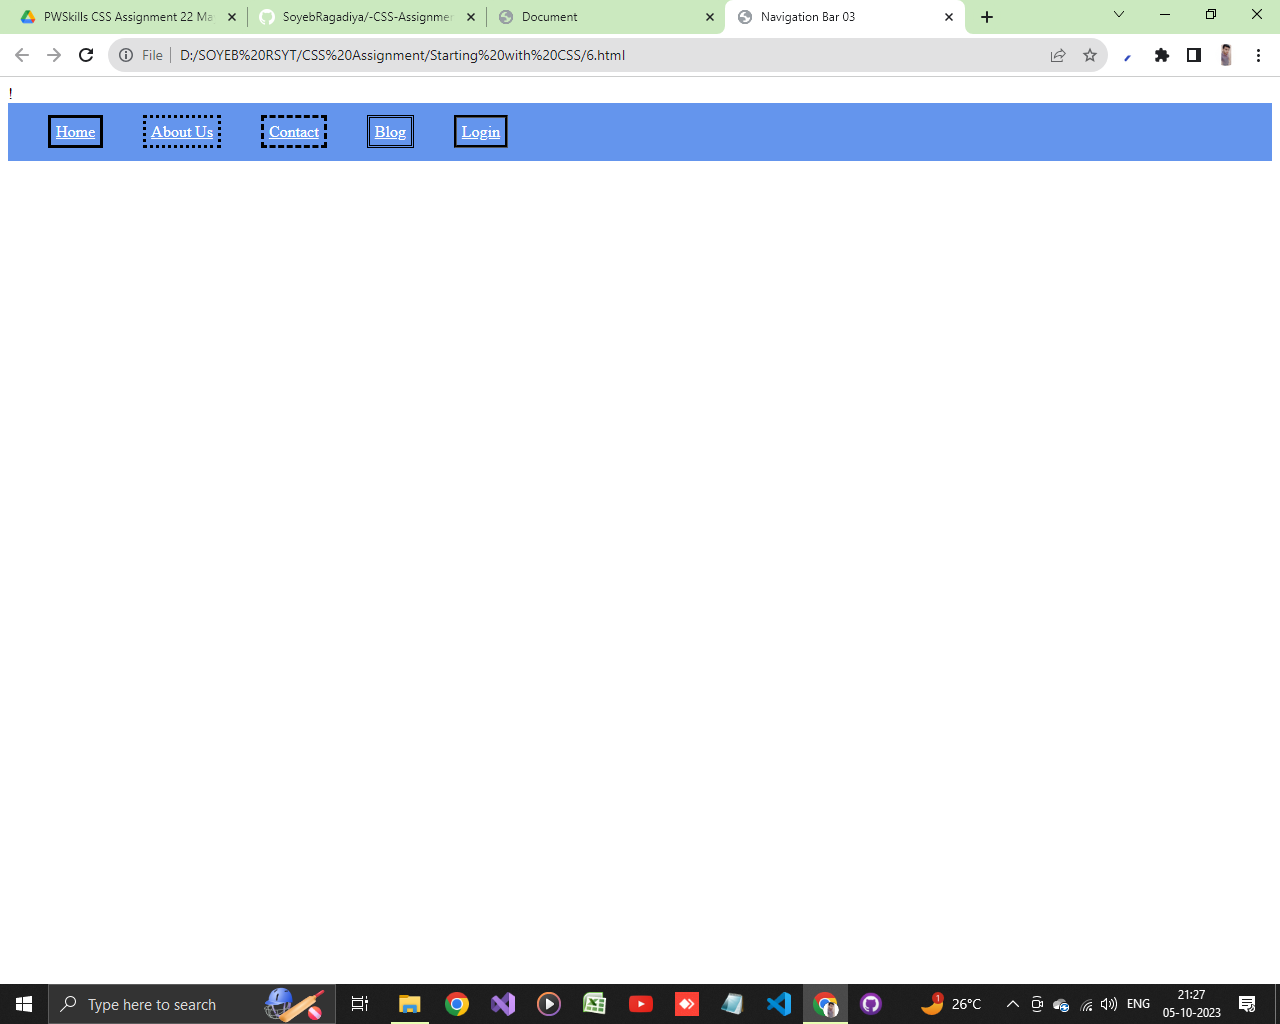 PWSkills CSS Assignment 22 Ma
SoyebRagadiya/-CSS-Assignmen
Document
Navigation Bar 03
File
D:/SOYEB%20RSYT/CSS%20Assignment/Starting%20with%20CSS/6.html
!
Home
About Us
Contact
Blog
Login
Type here to search
1
26°C
ENG
21:27
05-10-2023